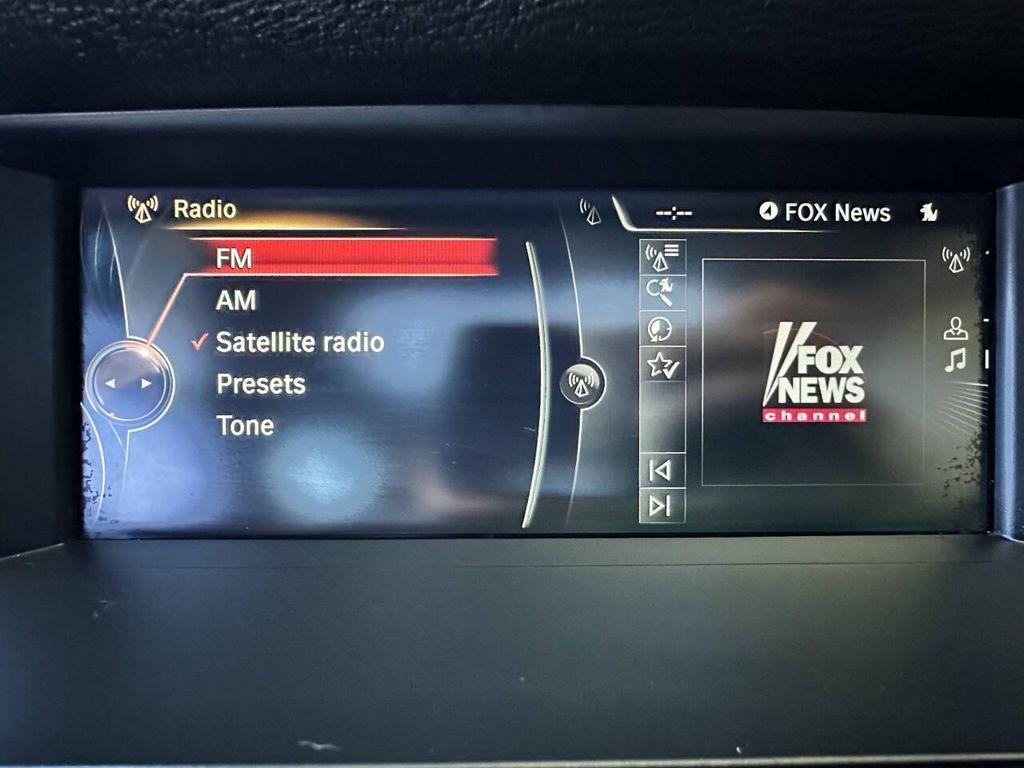 Radio
--:--
FOX News
FM
AM
Satellite radio
Presets
Tone
FOX
NEWS
channel